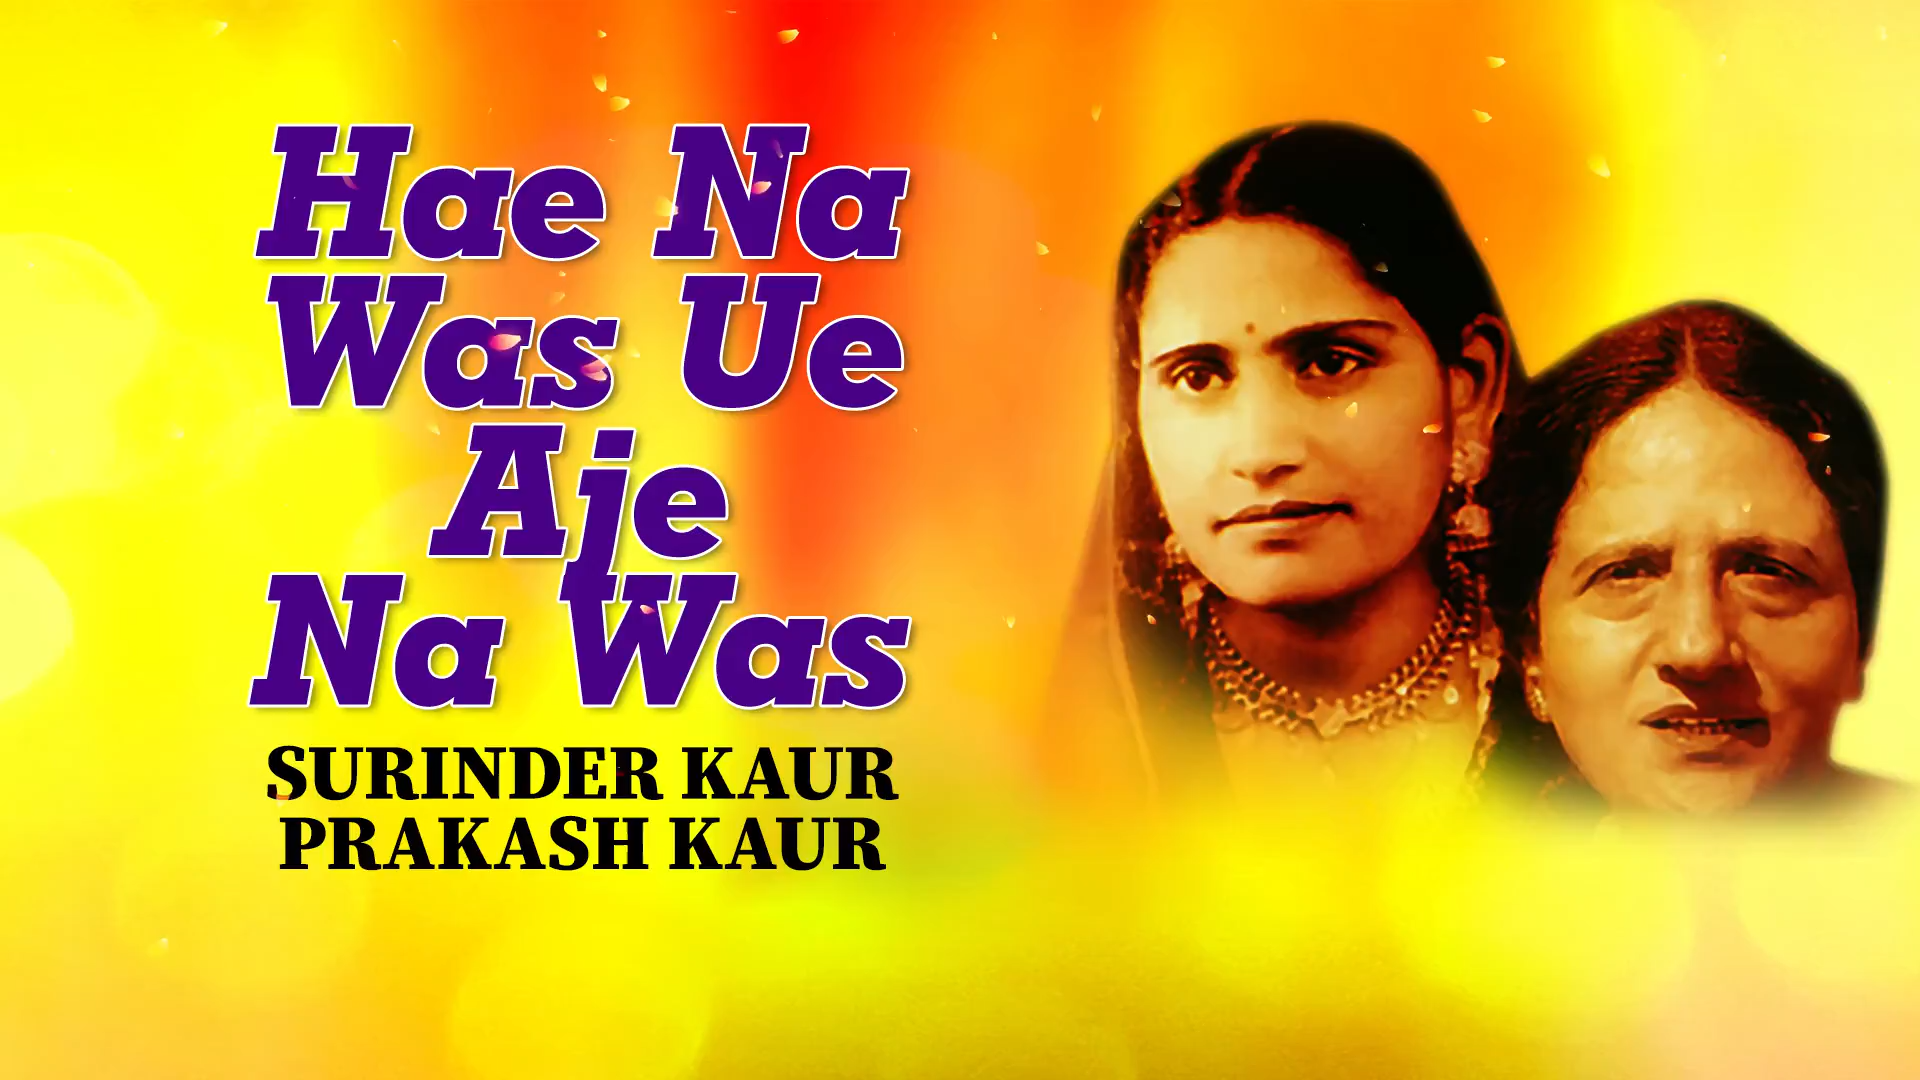 Hae Na
Was Ue
Aje
Na Was
SURINDER KAUR
PRAKASH KAUR